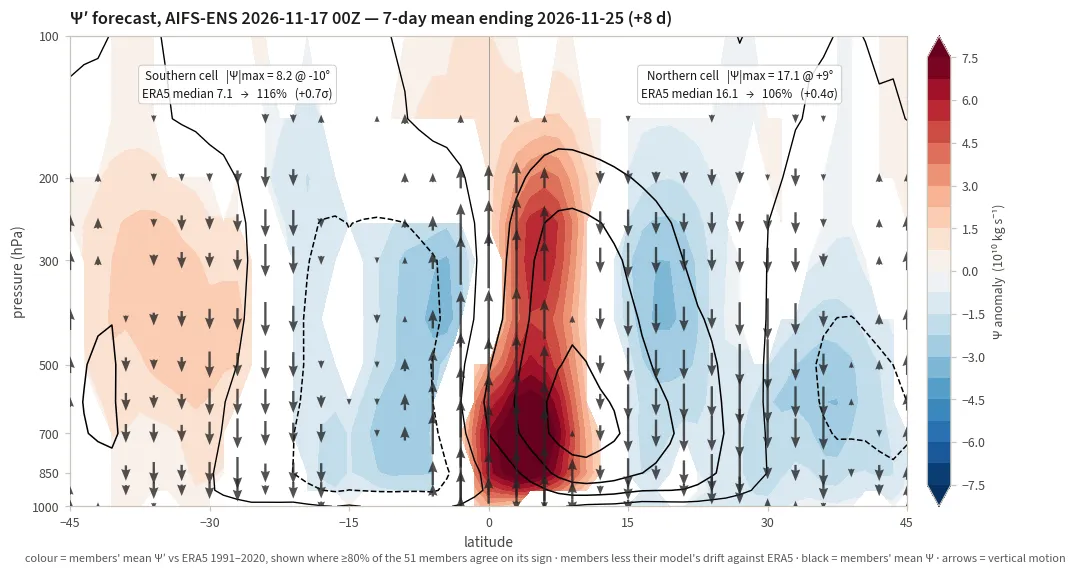 Ψ′ forecast, AIFS-ENS 2026-11-17 00Z — 7-day mean ending 2026-11-25 (+8 d)
Southern cell |Ψ|max = 8.2 @ -10°
ERA5 median 7.1 → 116% (+0.7σ)
Northern cell |Ψ|max = 17.1 @ +9°
ERA5 median 16.1 → 106% (+0.4σ)
pressure (hPa)
100
200
300
400
500
700
850
1000
−45
−30
−15
0
15
30
45
latitude
7.5
6.0
4.5
3.0
1.5
0.0
−1.5
−3.0
−4.5
−6.0
−7.5
Ψ anomaly (10¹⁰ kg s⁻¹)
colour = members' mean Ψ′ vs ERA5 1991–2020, shown where ≥80% of the 51 members agree on its sign · members less their model's drift against ERA5 · black = members' mean Ψ · arrows = vertical motion